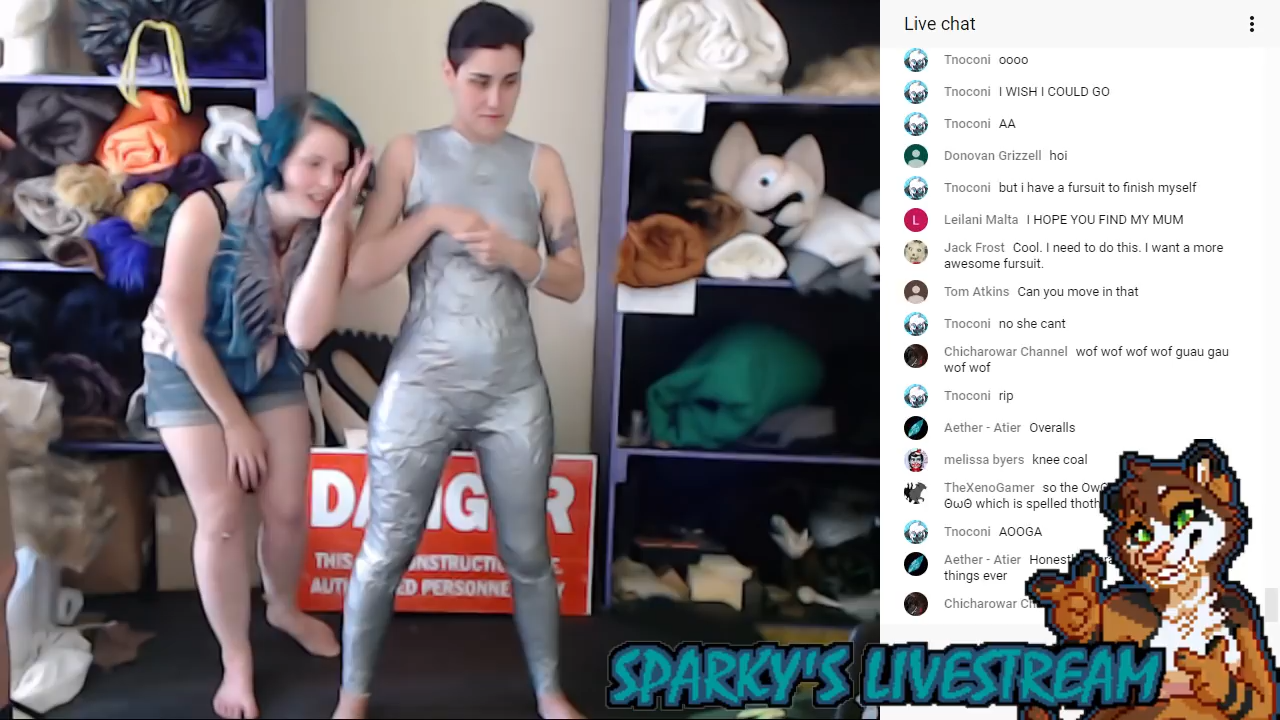 Live chat
Tnoconi oooo
Tnoconi I WISH I COULD GO
Tnoconi AA
Donovan Grizzell hoi
Tnoconi but i have a fursuit to finish myself
L Leilani Malta I HOPE YOU FIND MY MUM
Jack Frost Cool. I need to do this. I want a more
awesome fursuit.
Tom Atkins Can you move in that
Tnoconi no she cant
Chicharowar Channel wof wof wof wof guau gau
wof wof
Tnoconi rip
Aether - Atier Overalls
melissa byers knee coal
TheXenoGamer so the
ΘωΘ which is spelled
Tnoconi AOOGA
Aether - Atier
things ever
Chicharowar
DANGER
THIS
PERSONNE
SPARKY'S LIVESTREAM